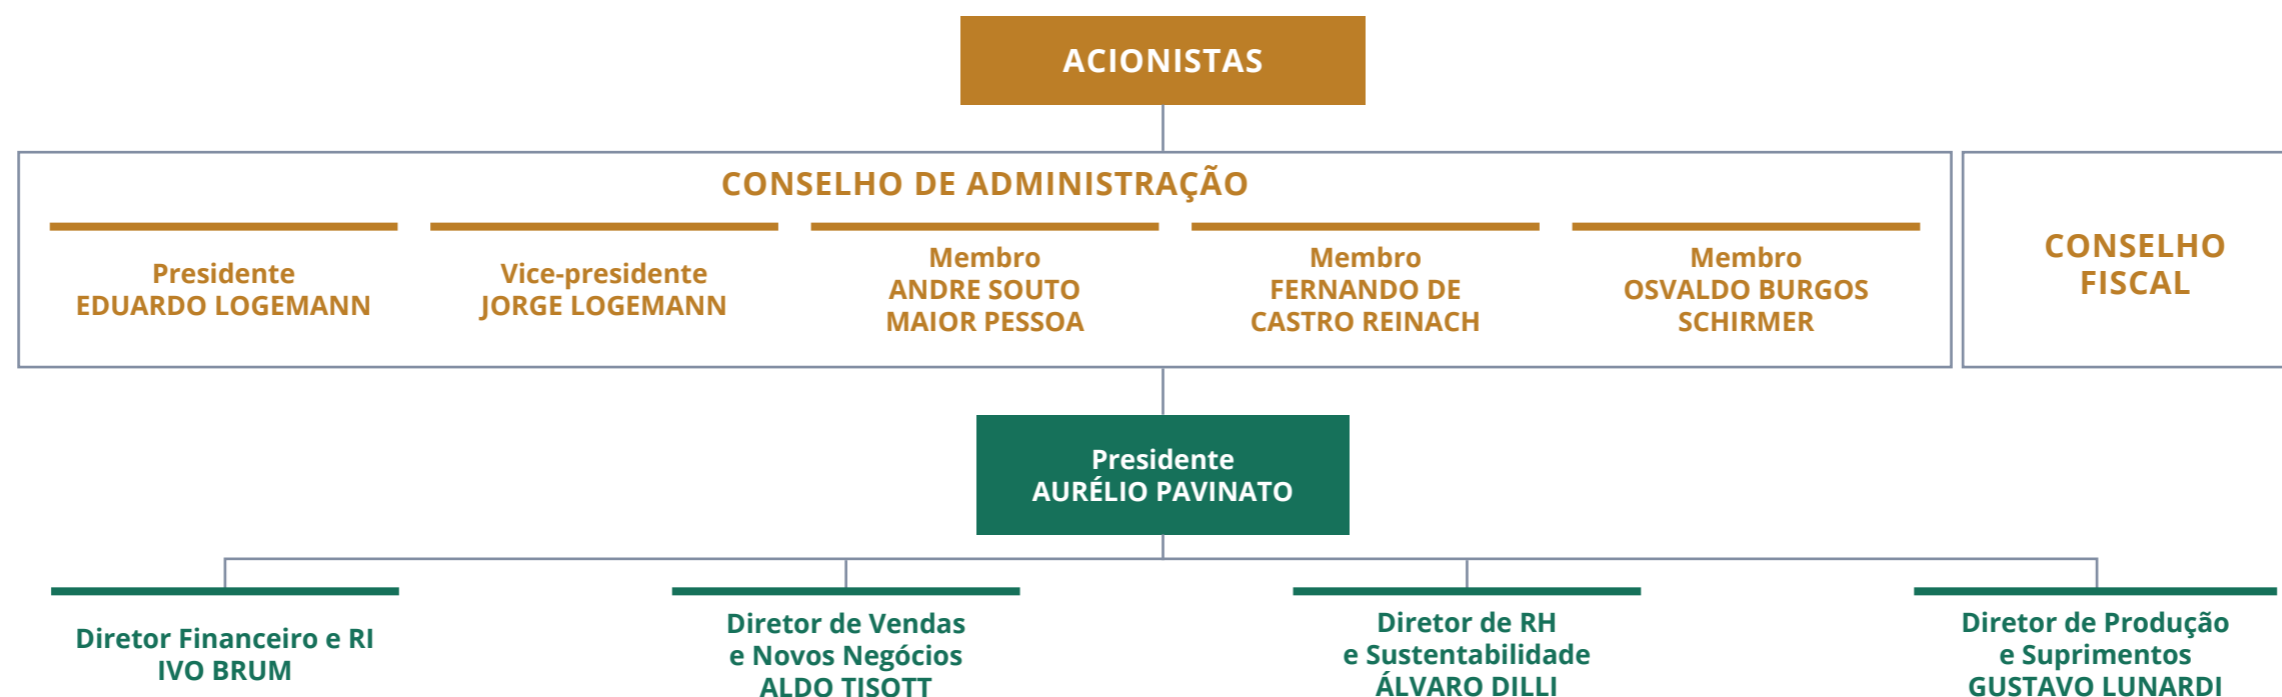 ACIONISTAS
CONSELHO DE ADMINISTRAÇÃO
Presidente
EDUARDO LOGEMANN
Vice-presidente
JORGE LOGEMANN
Membro
ANDRE SOUTO
MAIOR PESSOA
Membro
FERNANDO DE
CASTRO REINACH
Membro
OSVALDO BURGOS
SCHIRMER
CONSELHO
FISCAL
Presidente
AURÉLIO PAVINATO
Diretor Financeiro e RI
IVO BRUM
Diretor de Vendas
e Novos Negócios
ALDO TISOTT
Diretor de RH
e Sustentabilidade
ÁLVARO DILLI
Diretor de Produção
e Suprimentos
GUSTAVO LUNARDI